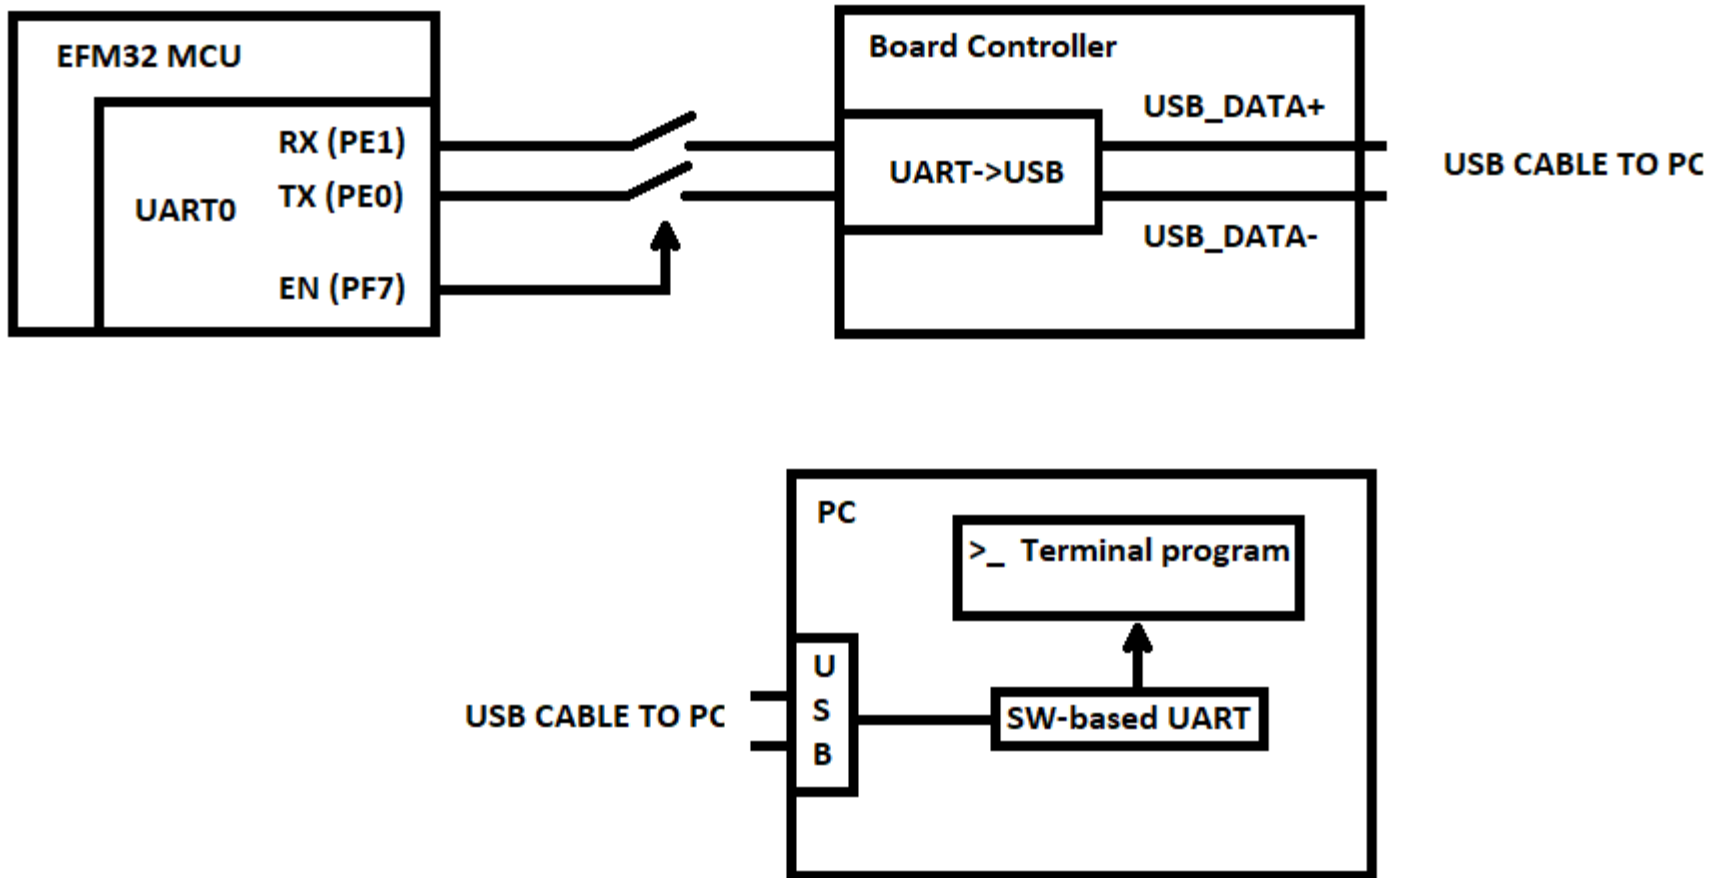 EFM32 MCU
UART0
RX (PE1)
TX (PE0)
EN (PF7)
Board Controller
UART->USB
USB_DATA+
USB_DATA-
USB CABLE TO PC
PC
>_ Terminal program
SW-based UART
U
S
B
USB CABLE TO PC